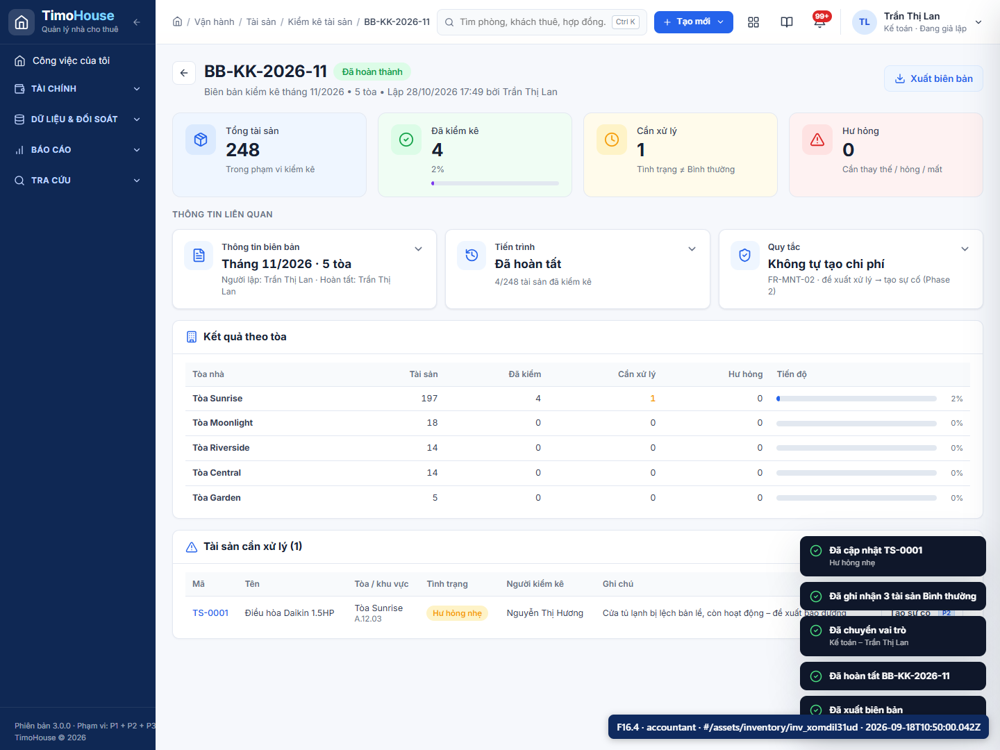 TimoHouse
Quản lý nhà cho thuê
Công việc của tôi
TÀI CHÍNH
DỮ LIỆU & ĐỐI SOÁT
BÁO CÁO
TRA CỨU
Phiên bản 3.0.0 · Phạm vi: P1 + P2 + P3
TimoHouse © 2026
/ Vận hành / Tài sản / Kiểm kê tài sản / BB-KK-2026-11
Tìm phòng, khách thuê, hợp đồng.
Ctrl K
Tạo mới
99+
TL
Trần Thị Lan
Kế toán · Đang giả lập
BB-KK-2026-11
Đã hoàn thành
Biên bản kiểm kê tháng 11/2026 • 5 tòa • Lập 28/10/2026 17:49 bởi Trần Thị Lan
Xuất biên bản
Tổng tài sản
248
Trong phạm vi kiểm kê
Đã kiểm kê
4
2%
Cần xử lý
1
Tình trạng ≠ Bình thường
Hư hỏng
0
Cần thay thế / hỏng / mất
THÔNG TIN LIÊN QUAN
Thông tin biên bản
Tháng 11/2026 · 5 tòa
Người lập: Trần Thị Lan · Hoàn tất: Trần Thị
Lan
Tiến trình
Đã hoàn tất
4/248 tài sản đã kiểm kê
Quy tắc
Không tự tạo chi phí
FR-MNT-02 · đề xuất xử lý → tạo sự cố (Phase
2)
Kết quả theo tòa
Tòa nhà Tài sản Đã kiểm Cần xử lý Hư hỏng Tiến độ
Tòa Sunrise 197 4 1 0 2%
Tòa Moonlight 18 0 0 0 0%
Tòa Riverside 14 0 0 0 0%
Tòa Central 14 0 0 0 0%
Tòa Garden 5 0 0 0 0%
Tài sản cần xử lý (1)
Mã Tên Tòa / khu vực Tình trạng Người kiểm kê Ghi chú
TS-0001 Điều hòa Daikin 1.5HP Tòa Sunrise Hư hỏng nhẹ Nguyễn Thị Hương Cửa tủ lạnh bị lệch bản lề, còn hoạt động – đề xuất bảo dưỡng Tạo sự cố P2
A.12.03
Đã cập nhật TS-0001
Hư hỏng nhẹ
Đã ghi nhận 3 tài sản Bình thường
Đã chuyển vai trò
Kế toán – Trần Thị Lan
Đã hoàn tất BB-KK-2026-11
Đã xuất biên bản
F16.4 · accountant · #/assets/inventory/inv_xomdil31ud · 2026-09-18T10:50:00.042Z